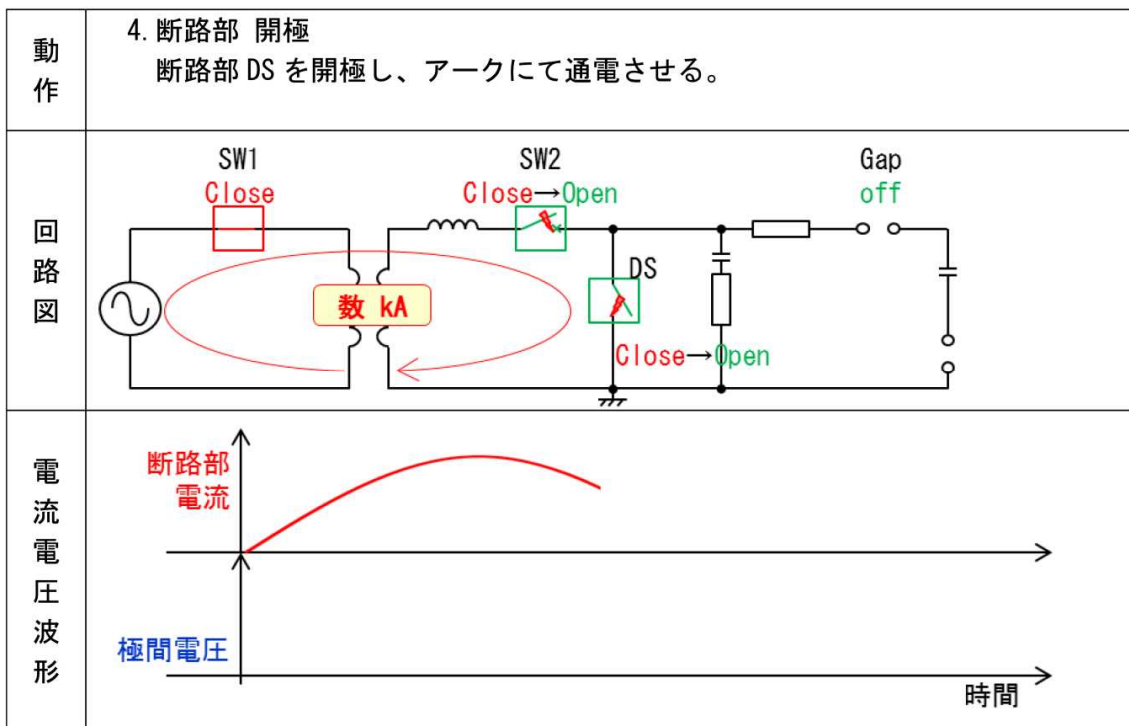 動作
4. 断路部 開極
断路部 DS を開極し、アークにて通電させる。
回路図
SW1
Close
SW2
Close→Open
Gap
off
DS
数 kA
Close→Open
電流電圧波形
断路部
電流
極間電圧
時間